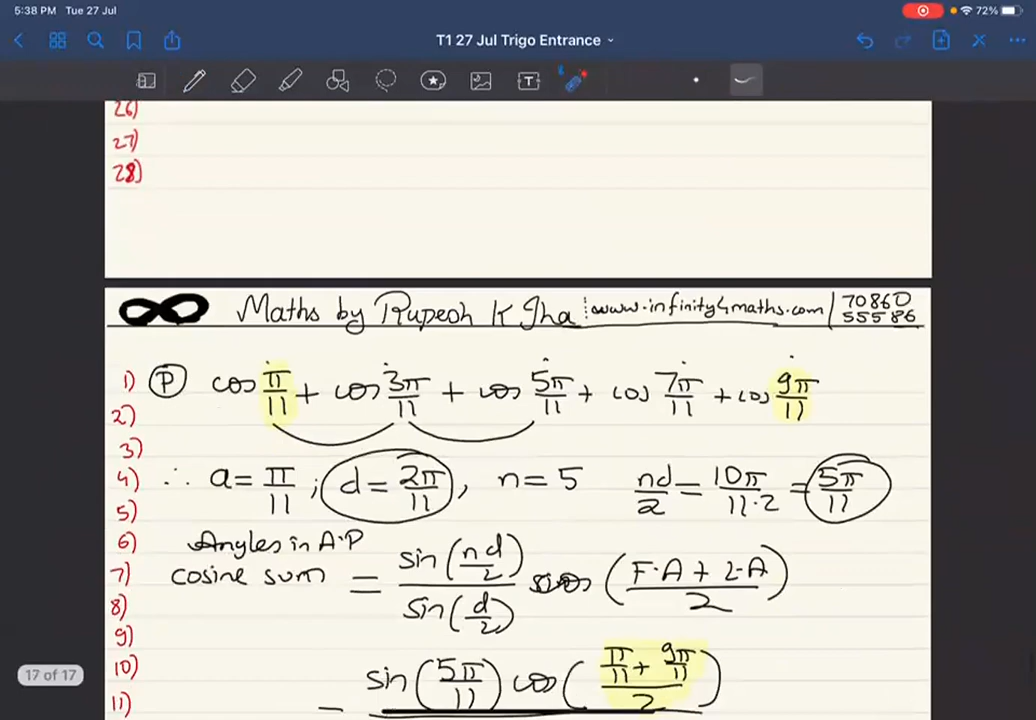 5:38 PM Tue 27 Jul 72%
T1 27 Jul Trigo Entrance
T
26)
27)
28)
Maths by Rupesh K Jha www.infinity4maths.com / 70860 55586
1) (P) cos π/11 + cos 3π/11 + cos 5π/11 + cos 7π/11 + cos 9π/11
2)
3)
4) ∴ a = π/11 ; d = 2π/11 , n = 5 nd/2 = 10π/11·2 = 5π/11
5)
6) Angles in A·P
7) cosine sum = sin(nd/2)/sin(d/2) cos (F·A + L·A/2)
8)
9)
10)
11) = sin(5π/11) cos(π/11 + 9π/11/2)
17 of 17